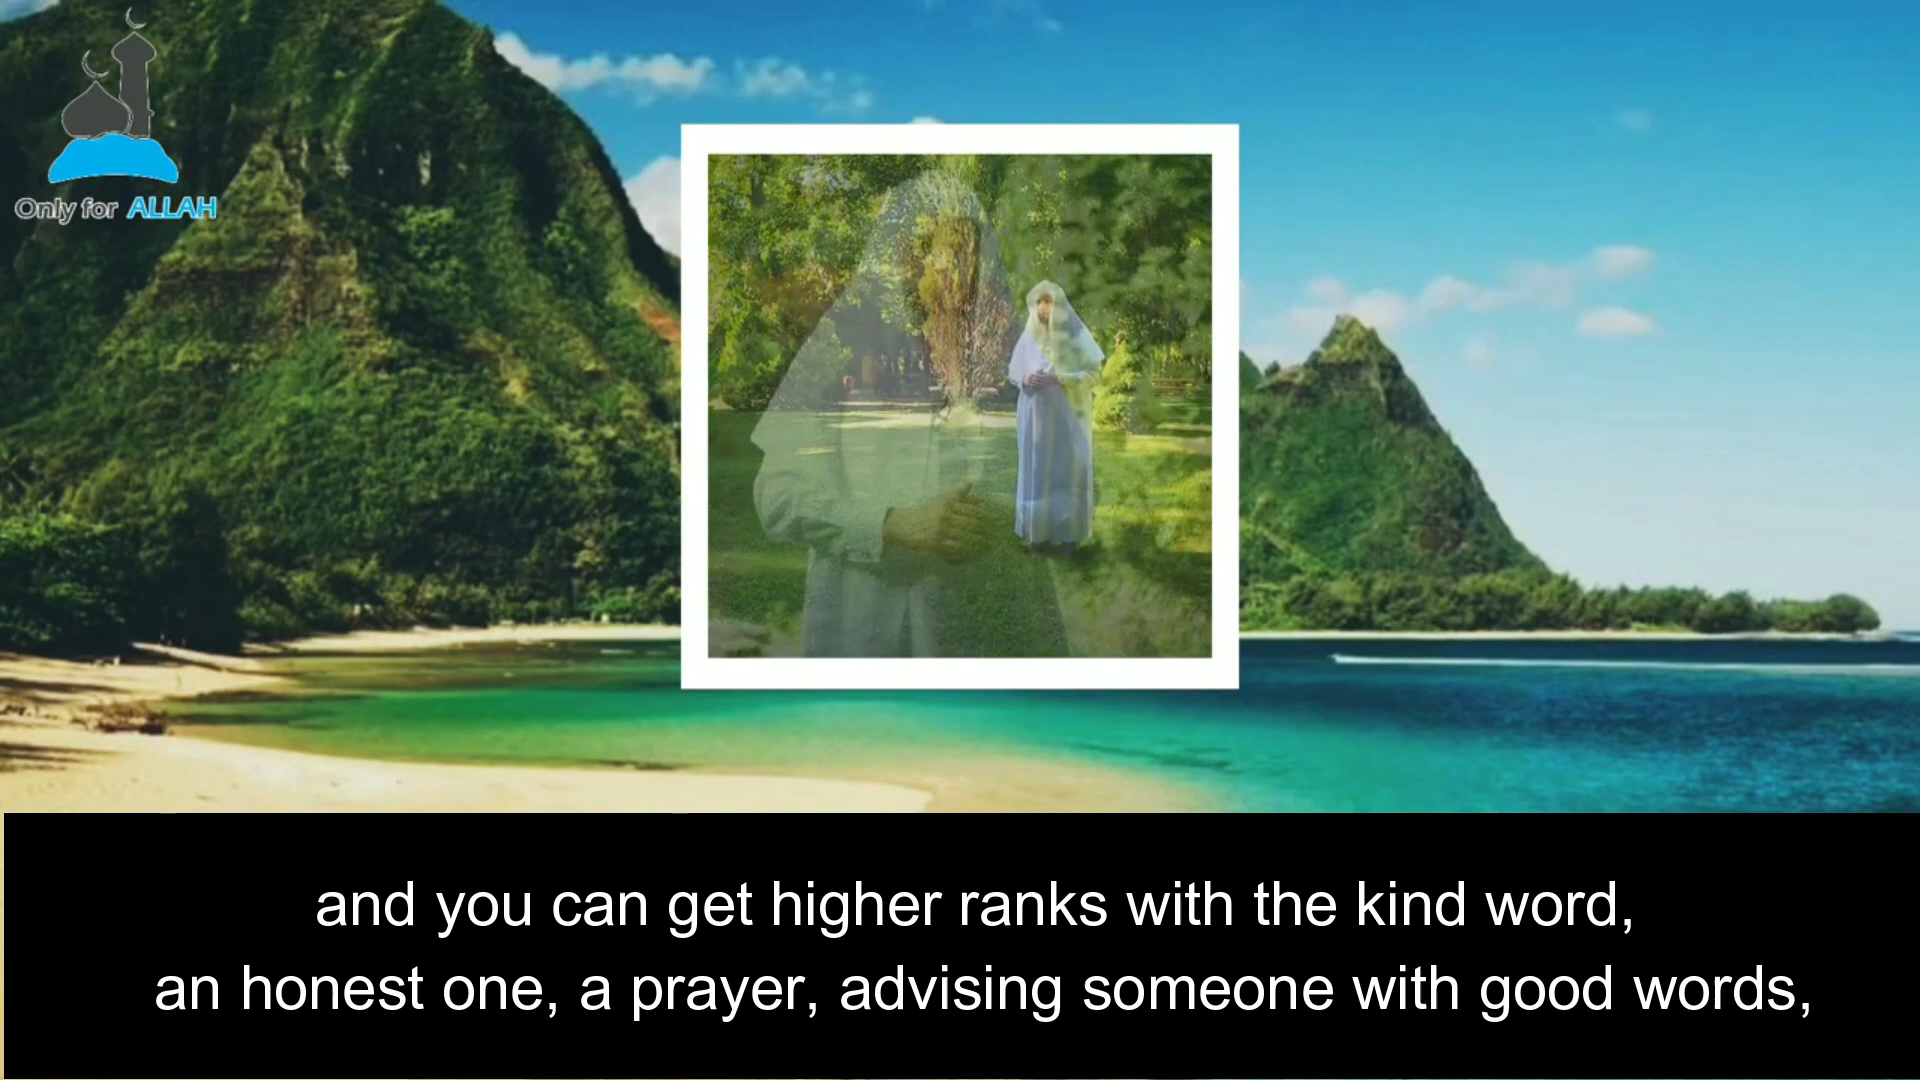 Only for ALLAH
and you can get higher ranks with the kind word,
an honest one, a prayer, advising someone with good words,